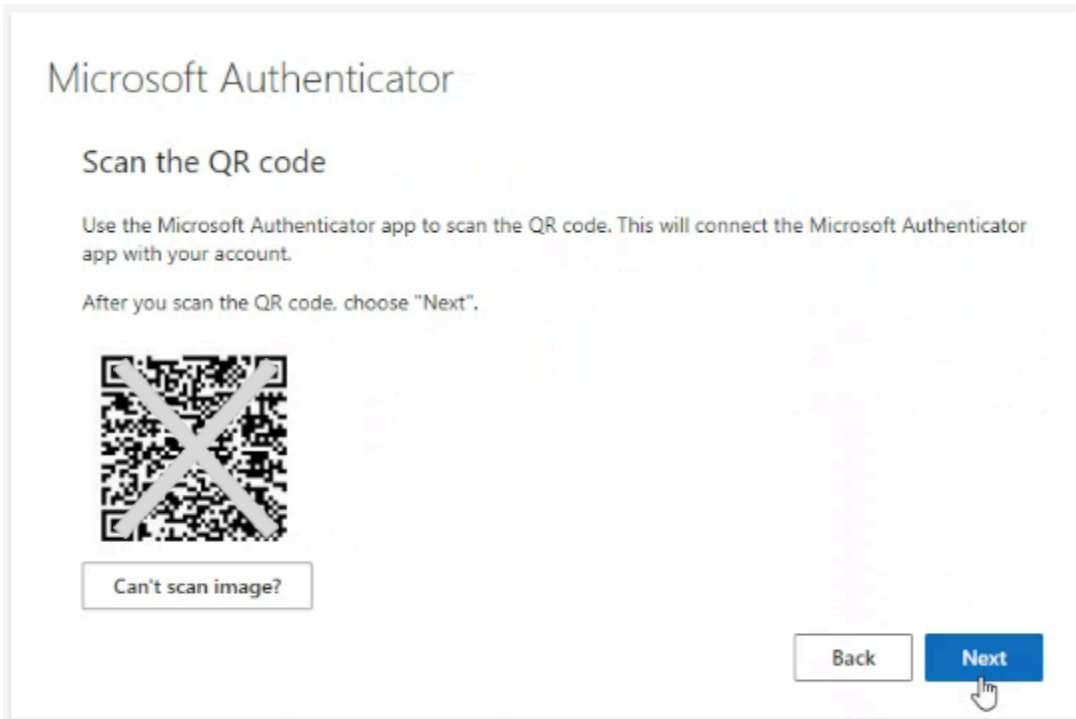 Microsoft Authenticator
Scan the QR code
Use the Microsoft Authenticator app to scan the QR code. This will connect the Microsoft Authenticator
app with your account.
After you scan the QR code, choose "Next".
Can't scan image?
Back
Next